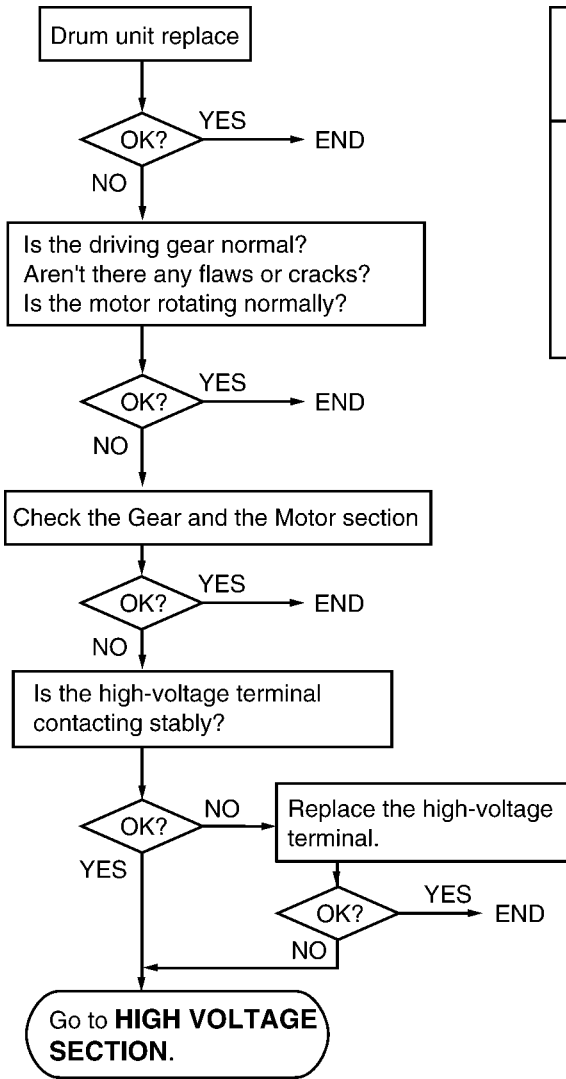 Drum unit replace
OK?
YES
END
NO
Is the driving gear normal?
Aren't there any flaws or cracks?
Is the motor rotating normally?
OK?
YES
END
NO
Check the Gear and the Motor section
OK?
YES
END
NO
Is the high-voltage terminal
contacting stably?
OK?
NO
YES
Replace the high-voltage
terminal.
OK?
YES
END
NO
Go to HIGH VOLTAGE
SECTION.